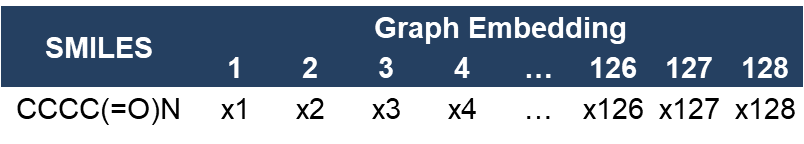 SMILES
Graph Embedding
1 2 3 4 ... 126 127 128
CCCC(=O)N x1 x2 x3 x4 ... x126 x127 x128